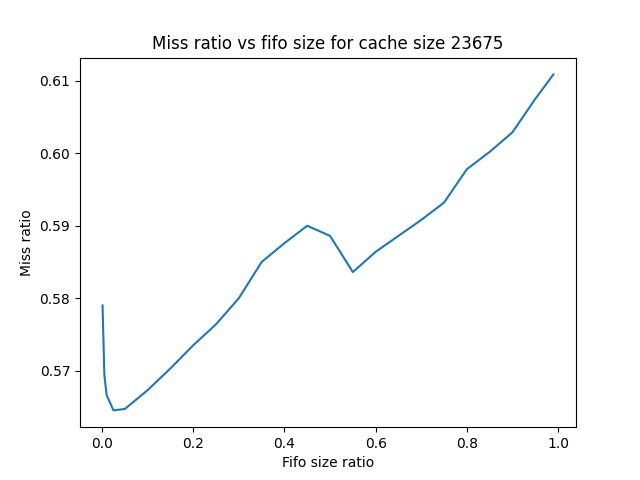 Miss ratio vs fifo size for cache size 23675
0.61
0.60
0.59
0.58
0.57
Miss ratio
0.0 0.2 0.4 0.6 0.8 1.0
Fifo size ratio